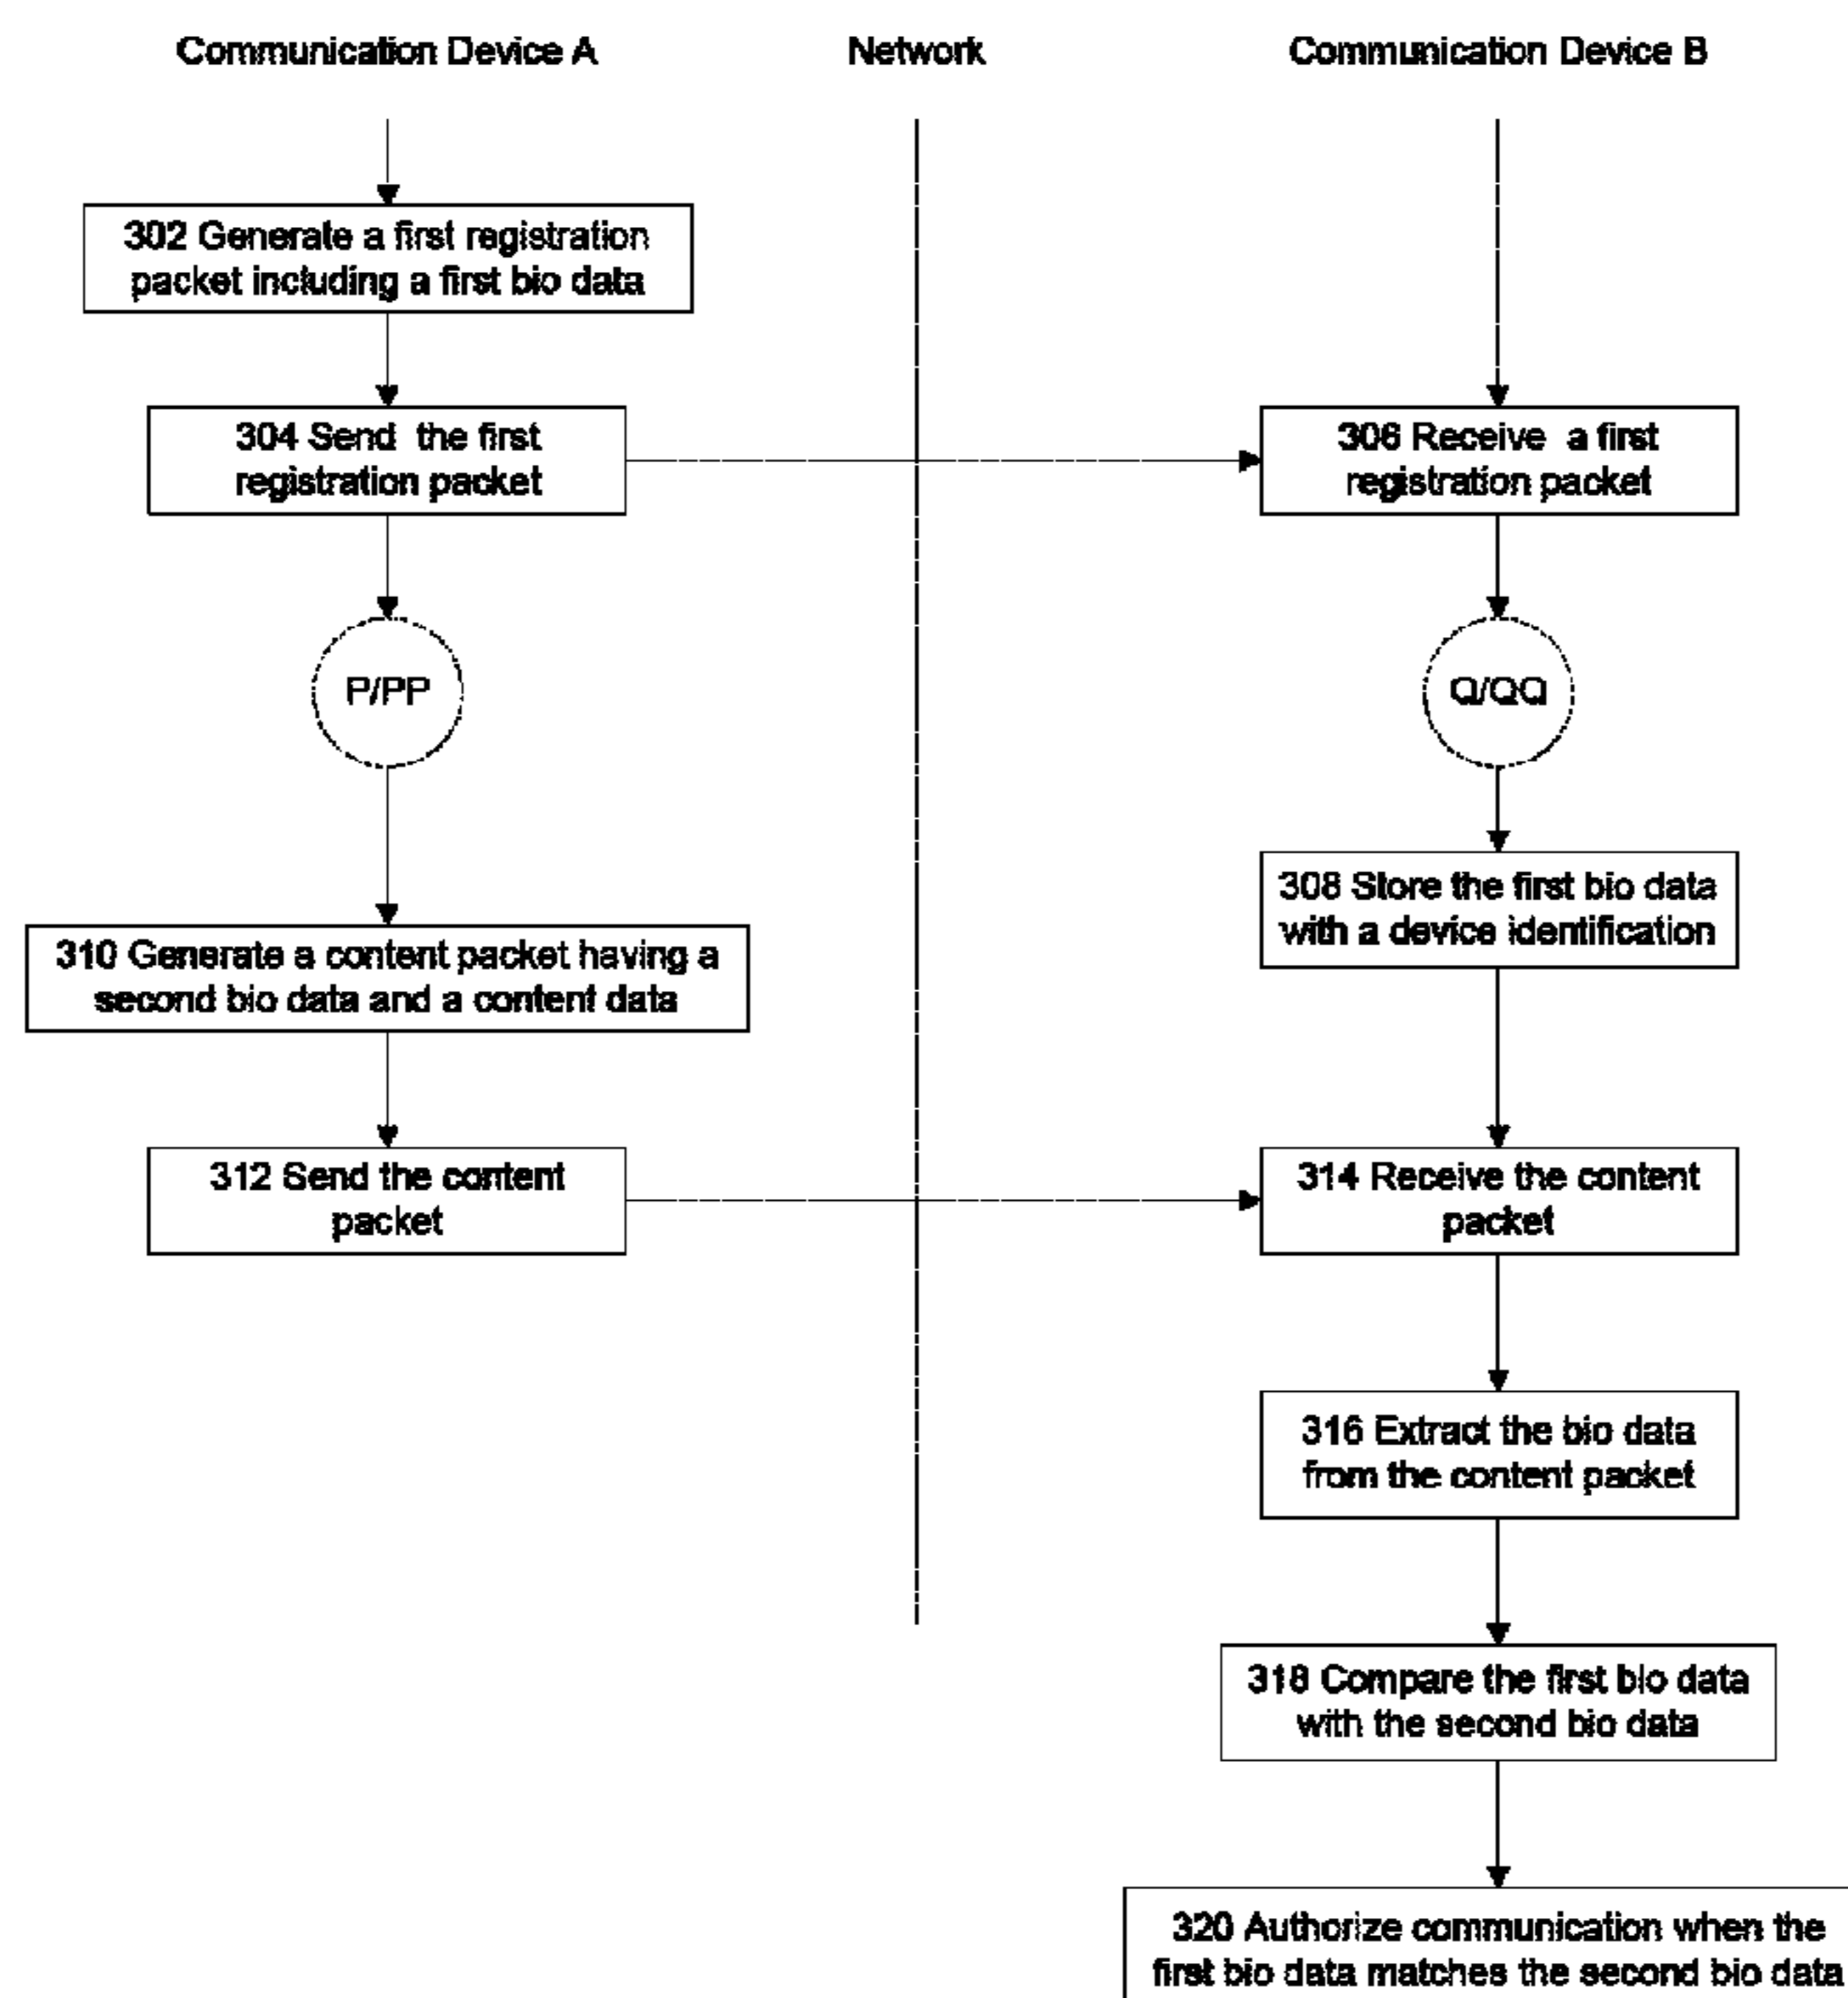 Communication Device A
Network
Communication Device B
302 Generate a first registration
packet including a first bio data
304 Send the first
registration packet
306 Receive a first
registration packet
P/PP
Q/QQ
308 Store the first bio data
with a device identification
310 Generate a content packet having a
second bio data and a content data
312 Send the content
packet
314 Receive the content
packet
316 Extract the bio data
from the content packet
318 Compare the first bio data
with the second bio data
320 Authorize communication when the
first bio data matches the second bio data